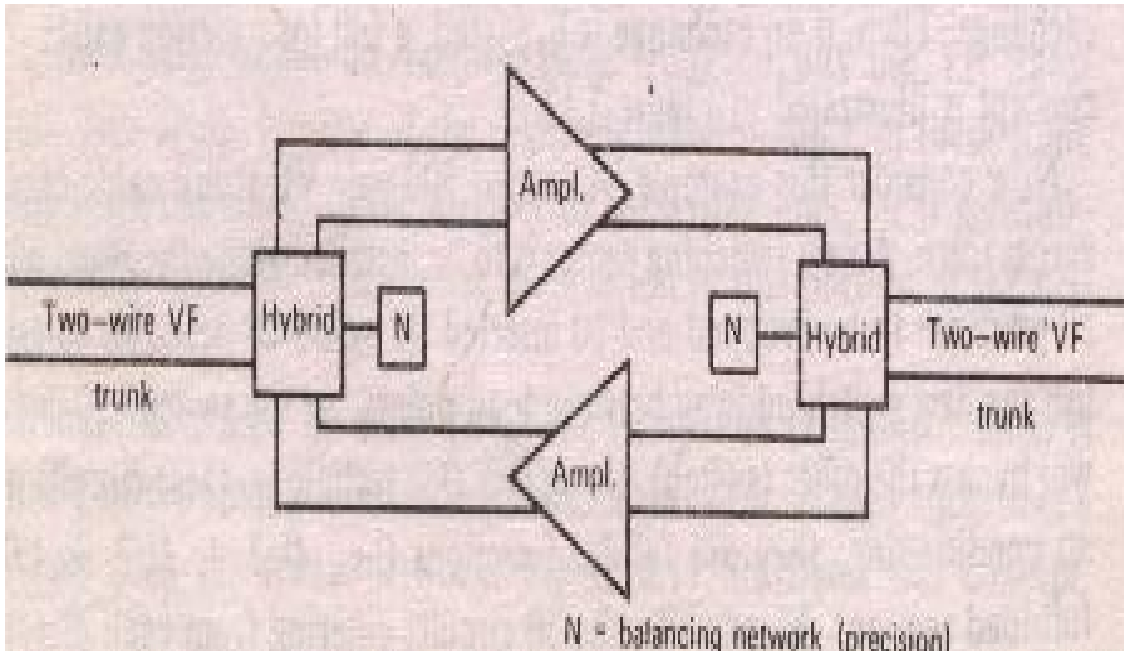 Ampl.
Two-wire VF
trunk
Hybrid
N
N
Hybrid
Two-wire VF
trunk
Ampl.
N = balancing network (precision)